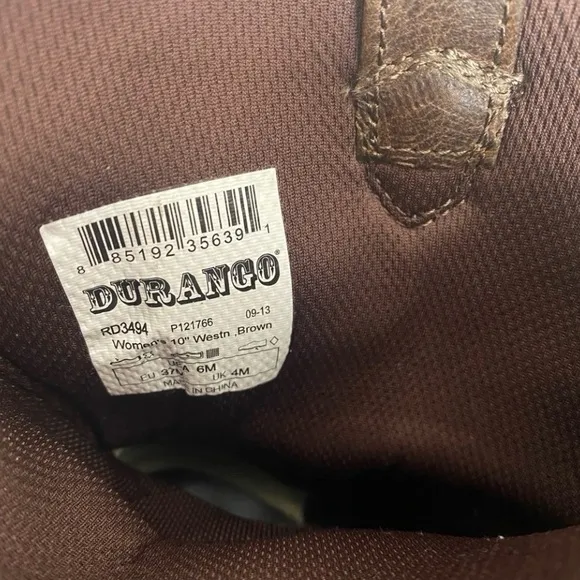 8 85192 35639 1
DURANGO®
RD3494 P121766 09-13
Women's 10" Westn ,Brown
EU 37 6M UK 4M
MADE IN CHINA